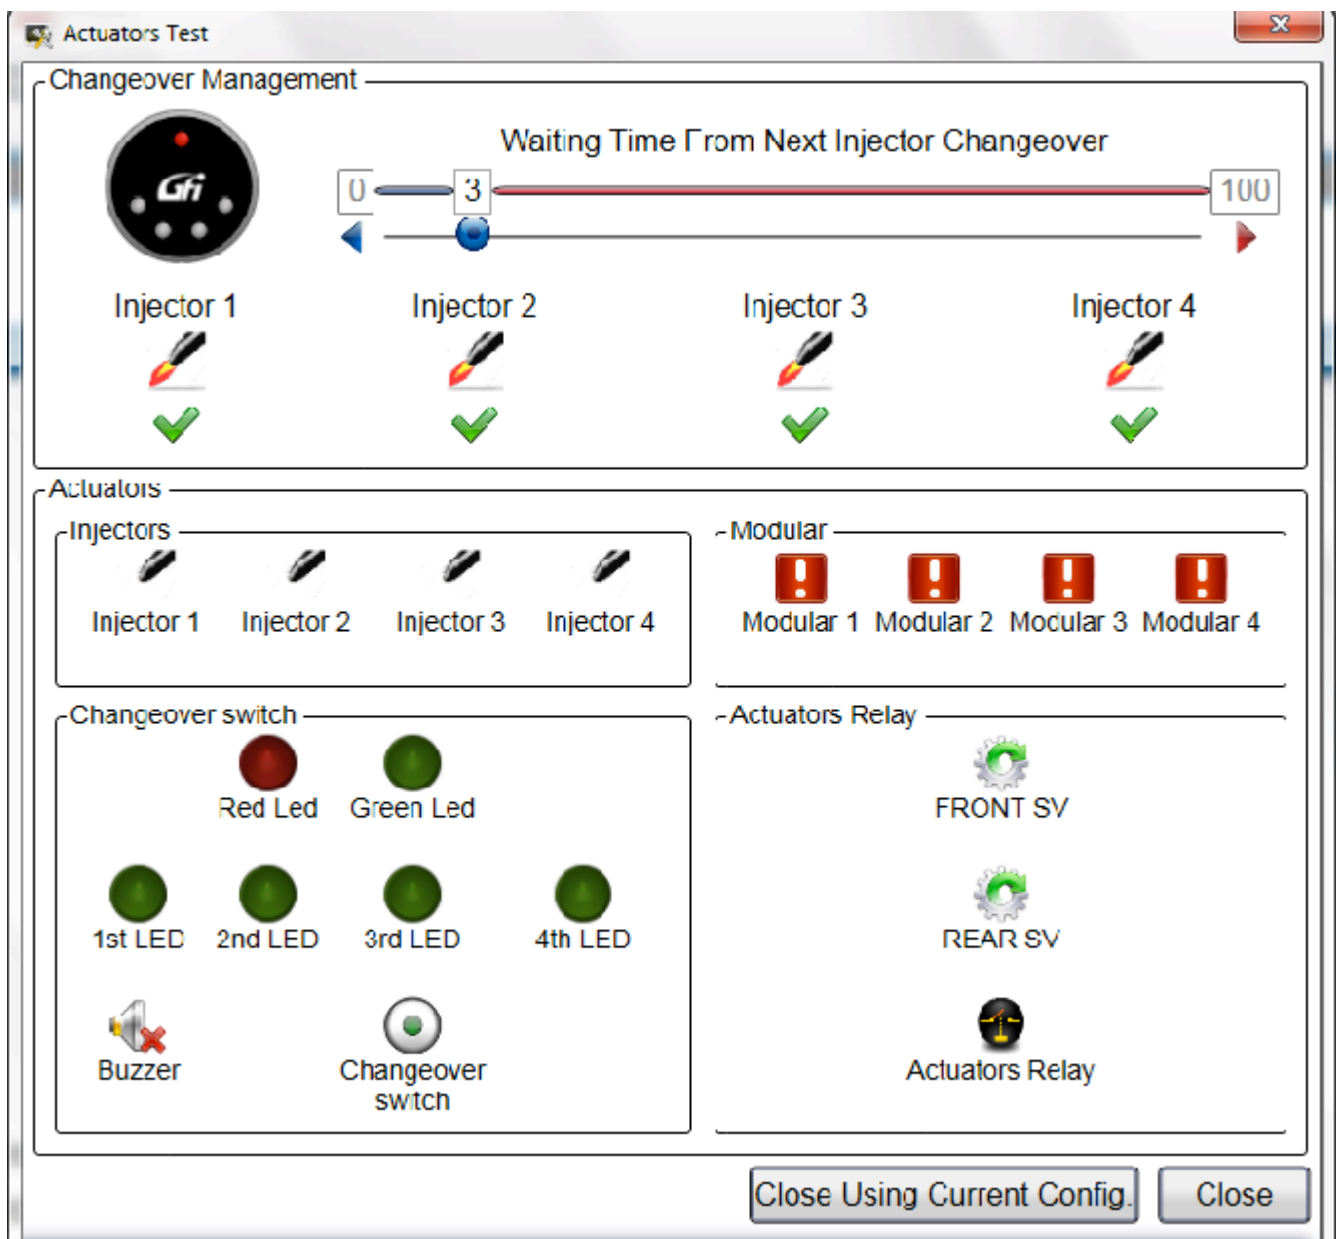 Actuators Test
Changeover Management
Gfi
Waiting Time From Next Injector Changeover
0 3 100
Injector 1 Injector 2 Injector 3 Injector 4
Actuators
Injectors
Injector 1 Injector 2 Injector 3 Injector 4
Modular
Modular 1 Modular 2 Modular 3 Modular 4
Changeover switch
Red Led Green Led
1st LED 2nd LED 3rd LED 4th LED
Buzzer Changeover
switch
Actuators Relay
FRONT SV
REAR SV
Actuators Relay
Close Using Current Config. Close